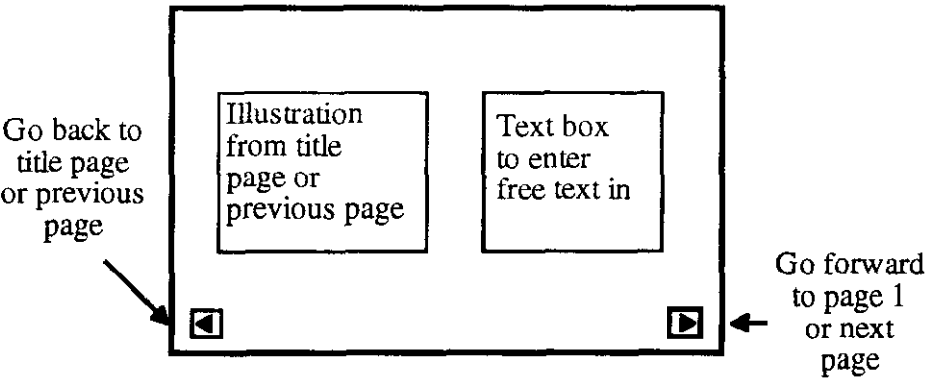 Go back to
title page
or previous
page
Illustration
from title
page or
previous page
Text box
to enter
free text in
Go forward
to page 1
or next
page